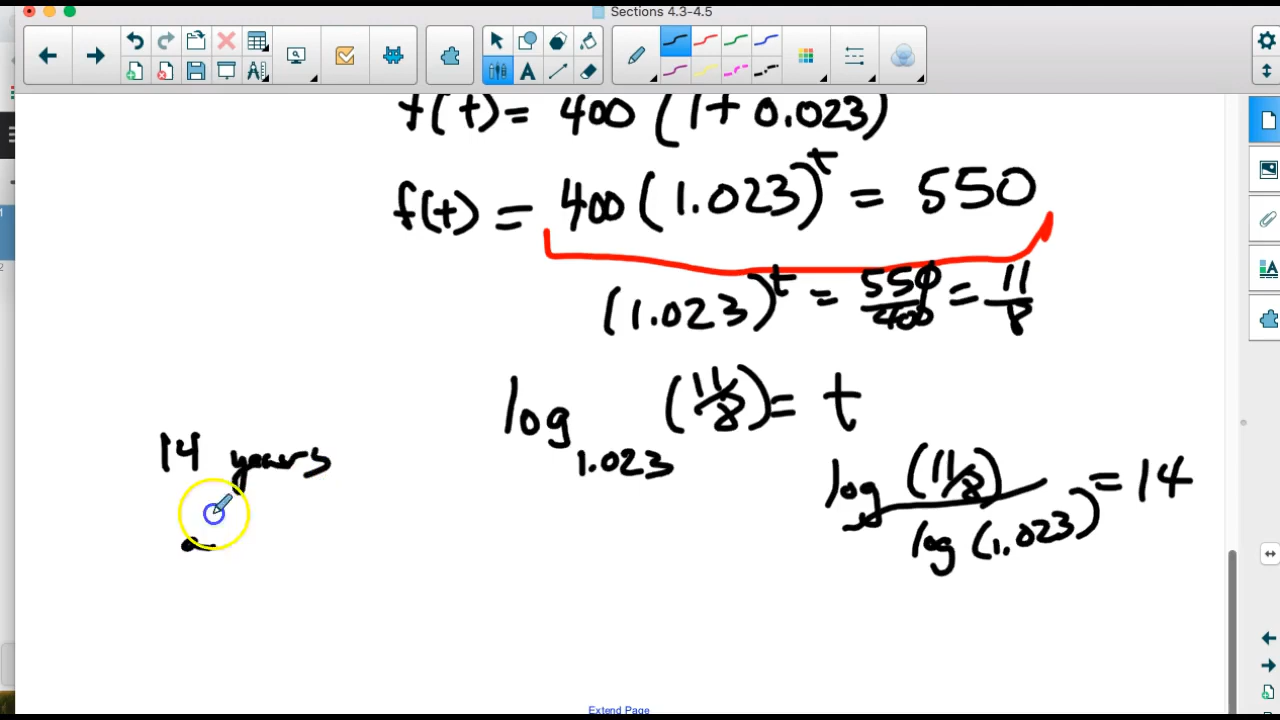 Sections 4.3-4.5
f(t) = 400 (1+0.023)
f(t) = 400(1.023)^t = 550
(1.023)^t = 550/400 = 11/8
log_1.023 (11/8) = t
14 years
log (11/8) / log (1.023) = 14
Extend Page